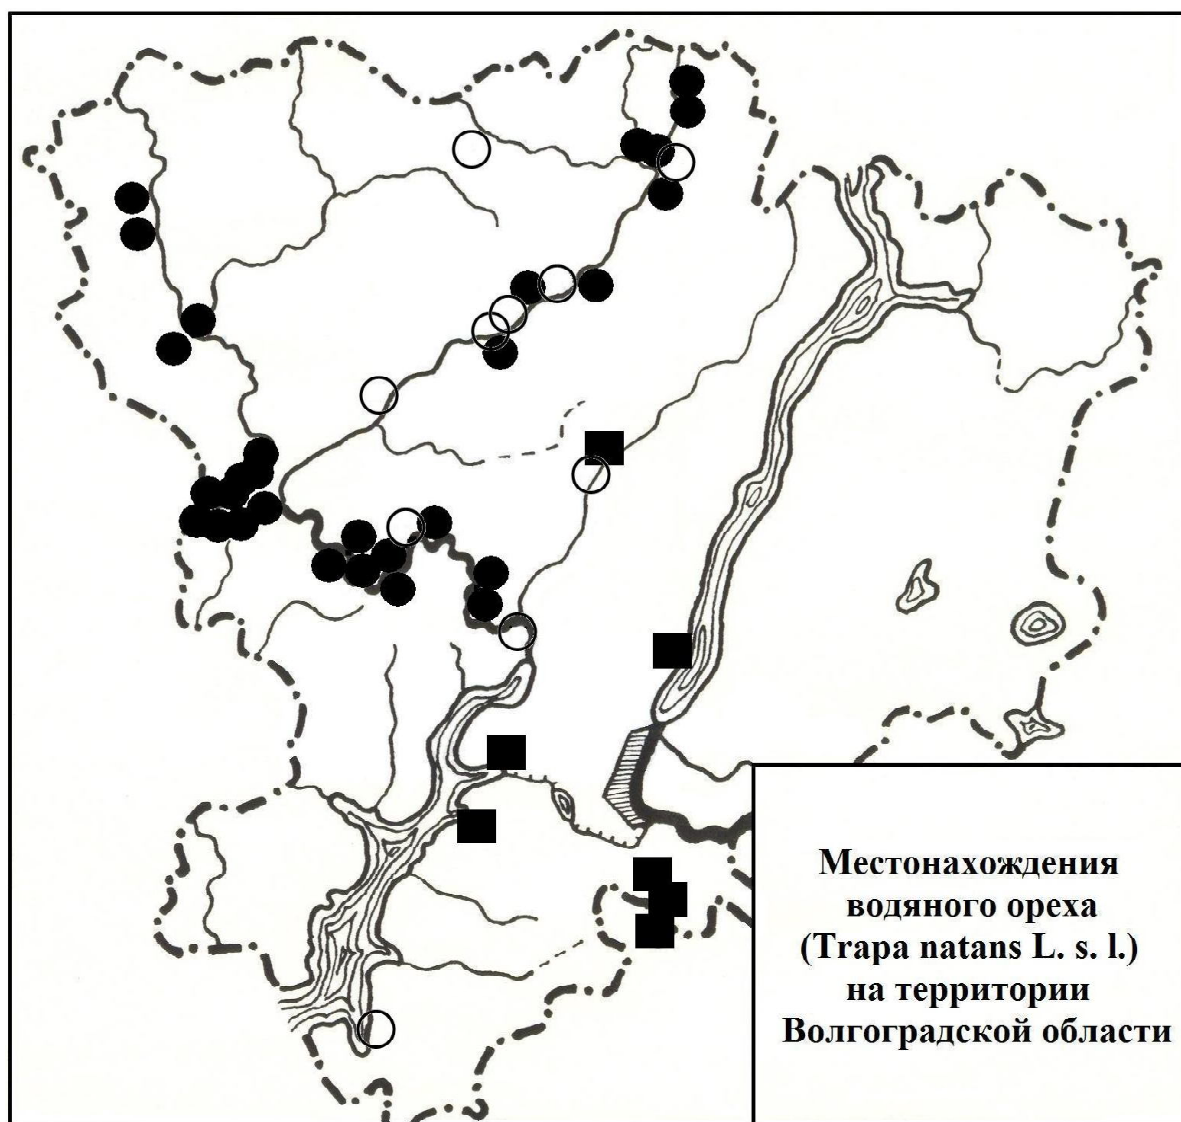 Местонахождения
водяного ореха
(Trapa natans L. s. l.)
на территории
Волгоградской области